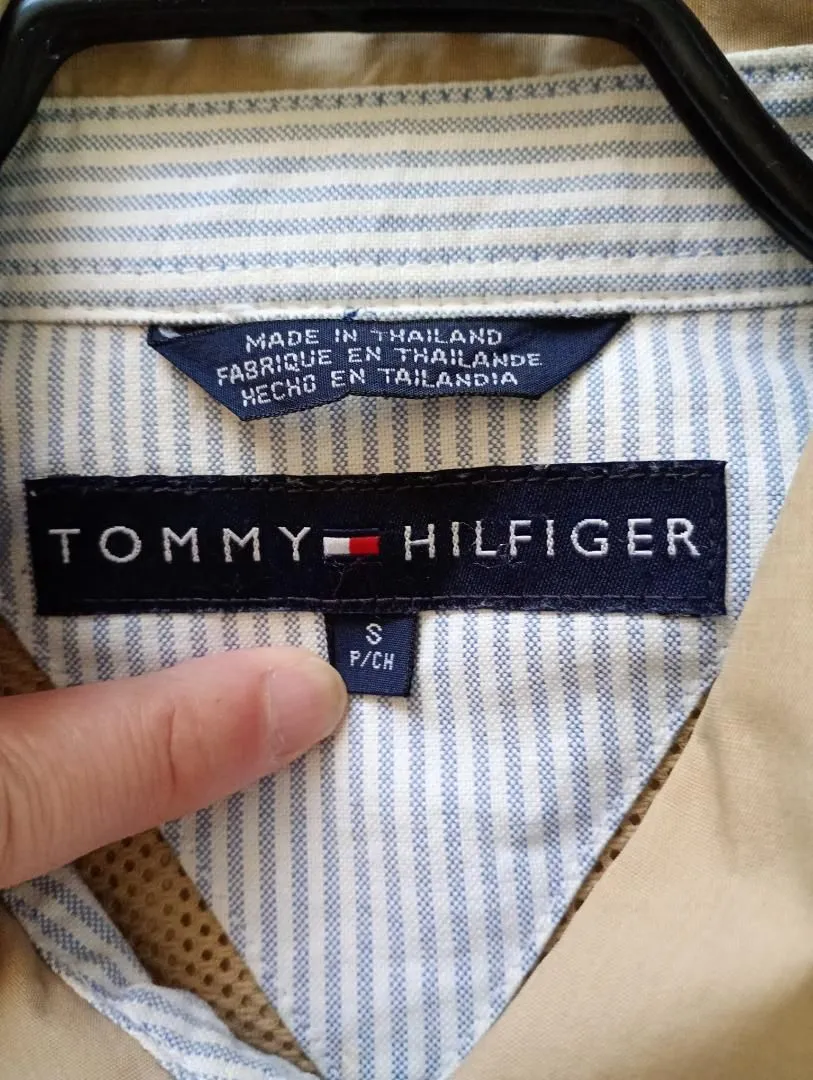 MADE IN THAILAND
FABRIQUE EN THAILANDE
HECHO EN TAILANDIA
TOMMY HILFIGER
S
P/CH